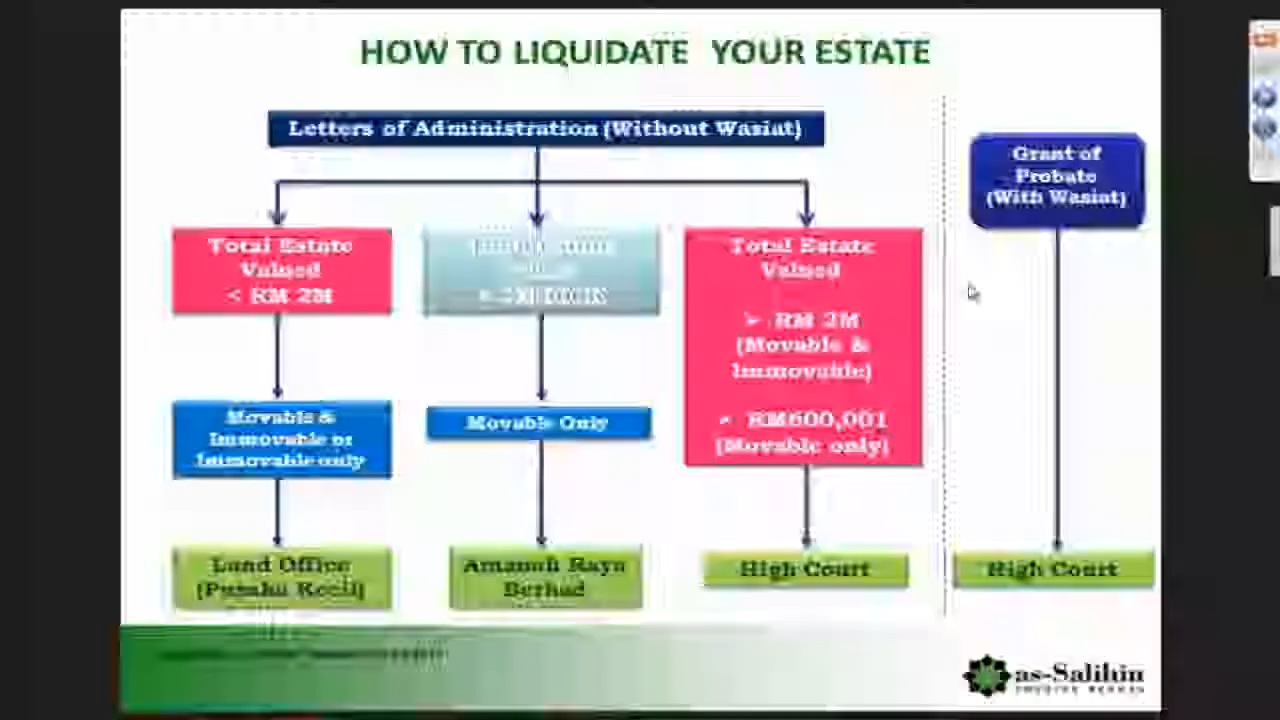 HOW TO LIQUIDATE YOUR ESTATE
Letters of Administration (Without Wasiat)
Grant of
Probate
(With Wasiat)
Total Estate
Valued
< RM 2M
Total Estate
Valued
➢ RM 2M
(Movable &
Immovable)
➢ RM600,001
(Movable only)
Movable &
Immovable or
Immovable only
Movable Only
Land Office
(Pusaka Kecil)
Amanah Raya
Berhad
High Court
High Court
as-Salihin
TRUSTEE BERHAD